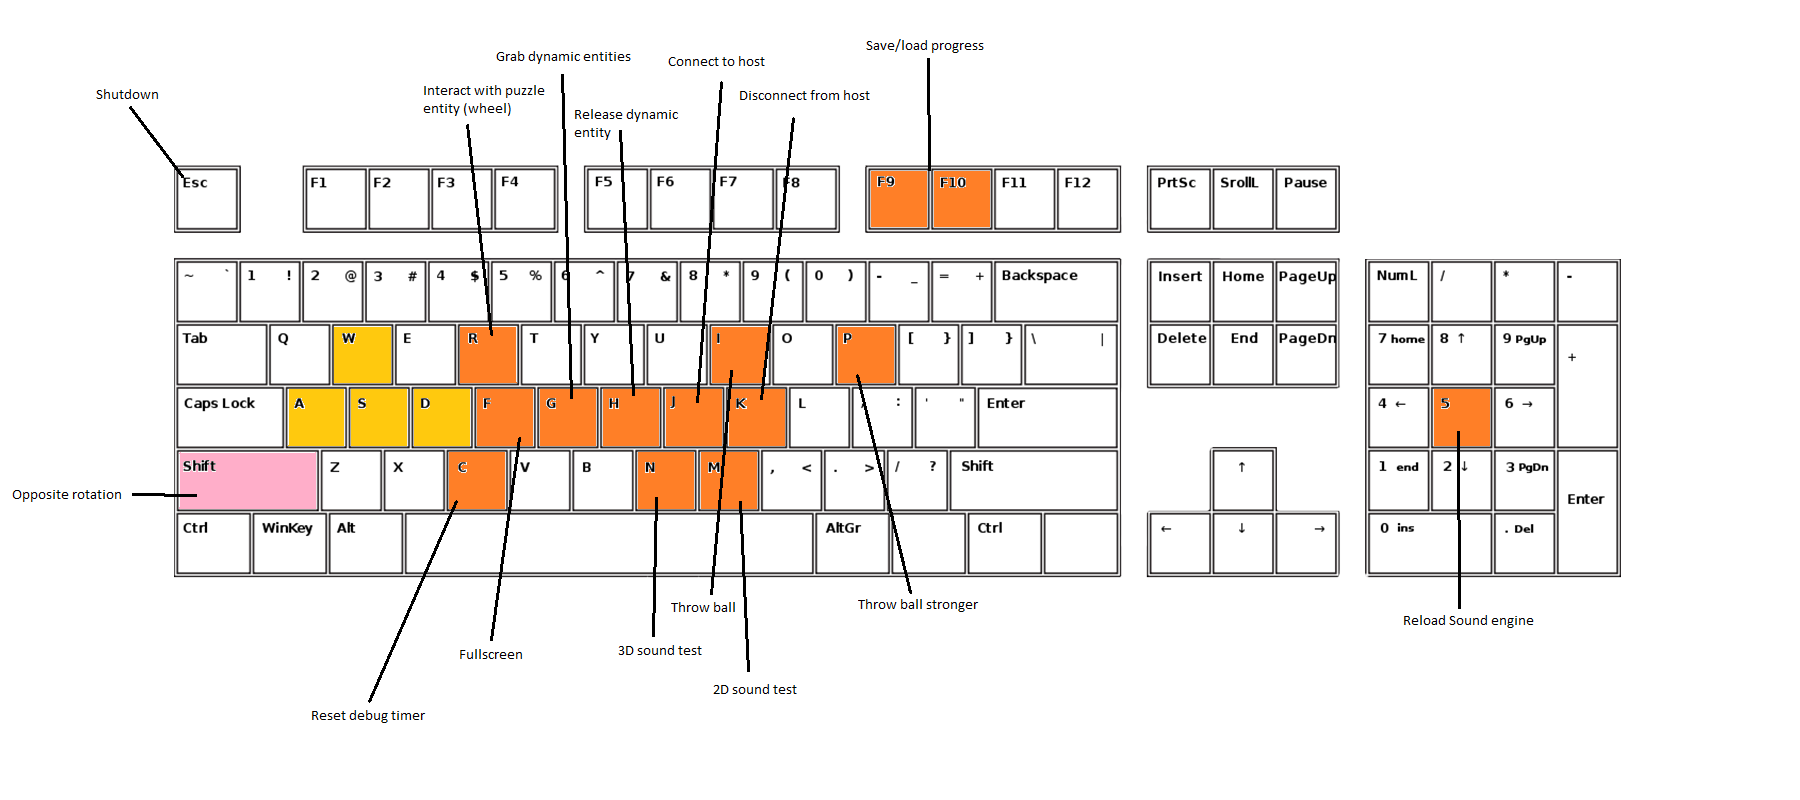 Save/load progress
Grab dynamic entities
Connect to host
Shutdown
Interact with puzzle
entity (wheel)
Disconnect from host
Release dynamic
entity
Esc
F1 F2 F3 F4
F5 F6 F7 F8
F9 F10 F11 F12
PrtSc SrollL Pause
~ ` 1 ! 2 @ 3 # 4 $ 5 % 6 ^ 7 & 8 * 9 ( 0 ) - _ = + Backspace
Insert Home PageUp
NumL / * -
Tab Q W E R T Y U I O P [ } ] } \ |
Delete End PageDn
7 home 8 ↑ 9 PgUp +
Caps Lock A S D F G H J K L ; : ' " Enter
4 ← 5 6 →
Shift Z X C V B N M , < . > / ? Shift
↑
1 end 2 ↓ 3 PgDn Enter
Opposite rotation
Ctrl WinKey Alt AltGr Ctrl
← ↓ →
0 ins . Del
Throw ball
Throw ball stronger
Reload Sound engine
Fullscreen
3D sound test
2D sound test
Reset debug timer